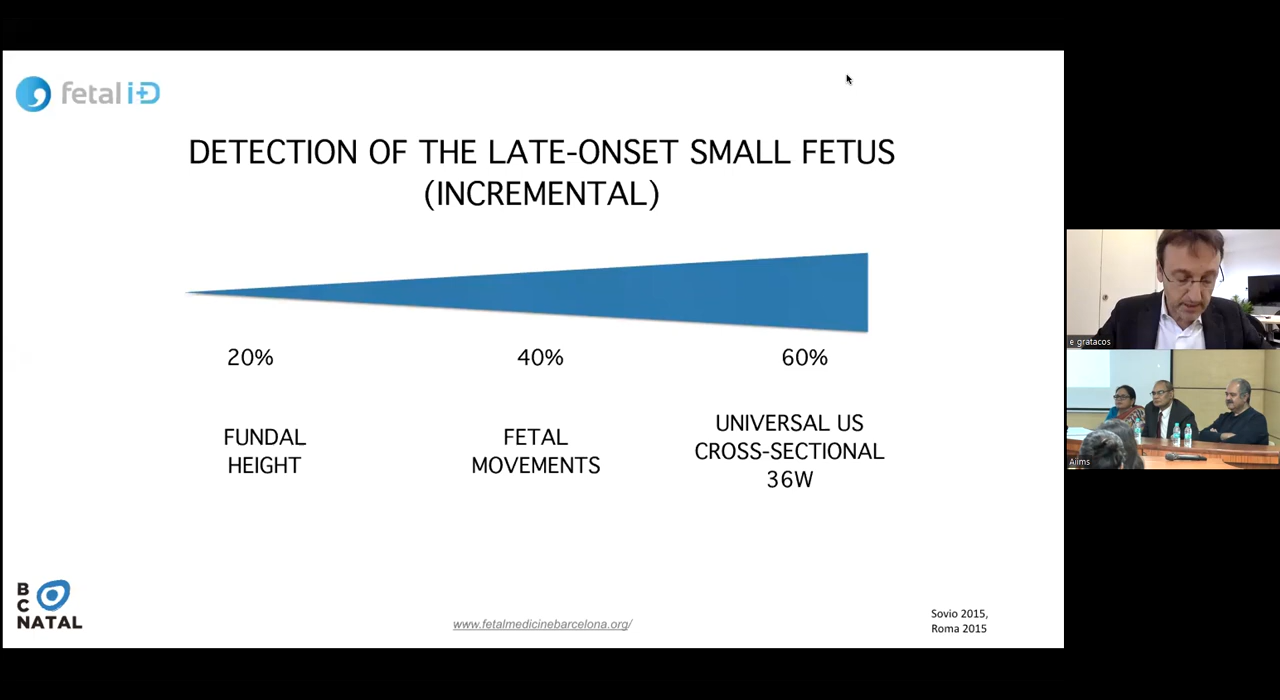 fetal i+D
DETECTION OF THE LATE-ONSET SMALL FETUS
(INCREMENTAL)
20%
40%
60%
FUNDAL
HEIGHT
FETAL
MOVEMENTS
UNIVERSAL US
CROSS-SECTIONAL
36W
B
C
NATAL
www.fetalmedicinebarcelona.org/
Sovio 2015,
Roma 2015
e gratacos
Aiims